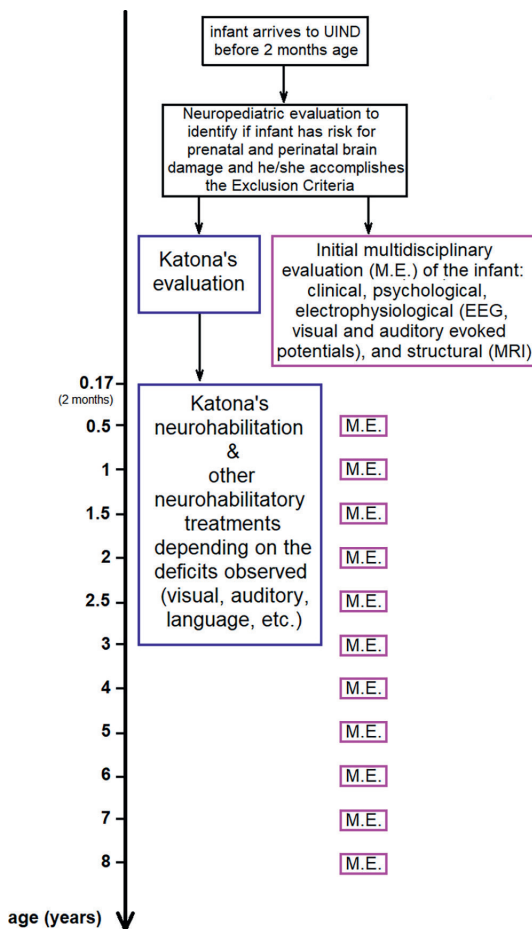 infant arrives to UIND
before 2 months age
Neuropediatric evaluation to
identify if infant has risk for
prenatal and perinatal brain
damage and he/she accomplishes
the Exclusion Criteria
Katona's
evaluation
Initial multidisciplinary
evaluation (M.E.) of the infant:
clinical, psychological,
electrophysiological (EEG,
visual and auditory evoked
potentials), and structural (MRI)
0.17
(2 months)
Katona's
neurohabilitation
&
other
neurohabilitatory
treatments
depending on the
deficits observed
(visual, auditory,
language, etc.)
0.5 M.E.
1 M.E.
1.5 M.E.
2 M.E.
2.5 M.E.
3 M.E.
4 M.E.
5 M.E.
6 M.E.
7 M.E.
8 M.E.
age (years)